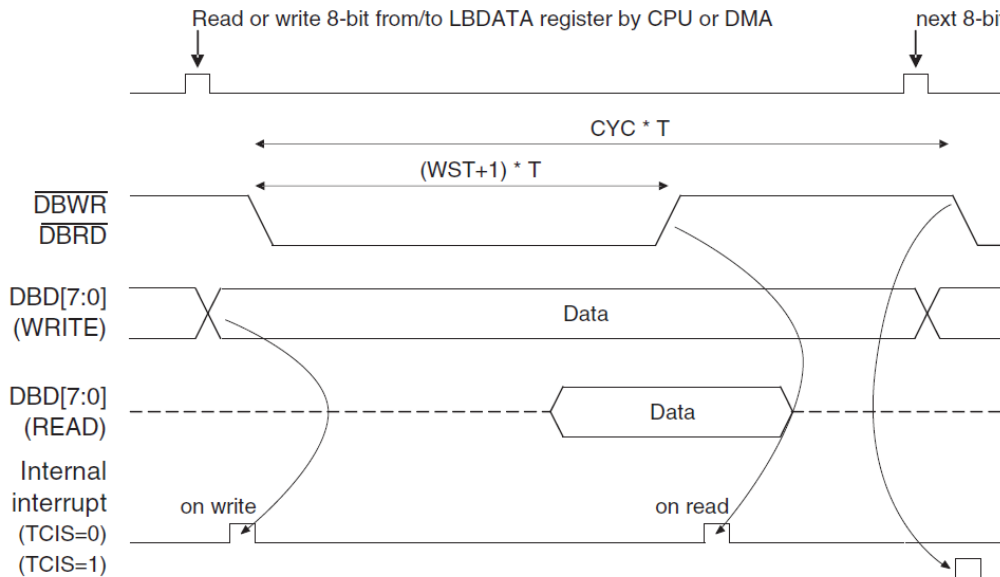 Read or write 8-bit from/to LBDATA register by CPU or DMA
next 8-bit
CYC * T
(WST+1) * T
DBWR
DBRD
DBD[7:0]
(WRITE)
Data
DBD[7:0]
(READ)
Data
Internal
interrupt
on write
on read
(TCIS=0)
(TCIS=1)